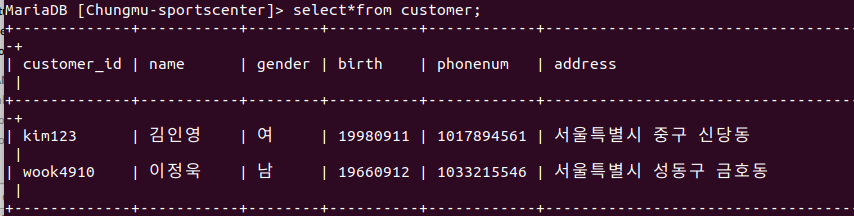 MariaDB [Chungmu-sportscenter]> select*from customer;
+-------------+-----------+--------+----------+------------+-----------------------------------
-+
| customer_id | name      | gender | birth    | phonenum   | address
 |
+-------------+-----------+--------+----------+------------+-----------------------------------
-+
| kim123      | 김인영    | 여     | 19980911 | 1017894561 | 서울특별시 중구 신당동
 |
| wook4910    | 이정욱    | 남     | 19660912 | 1033215546 | 서울특별시 성동구 금호동
 |
+-------------+-----------+--------+----------+------------+-----------------------------------